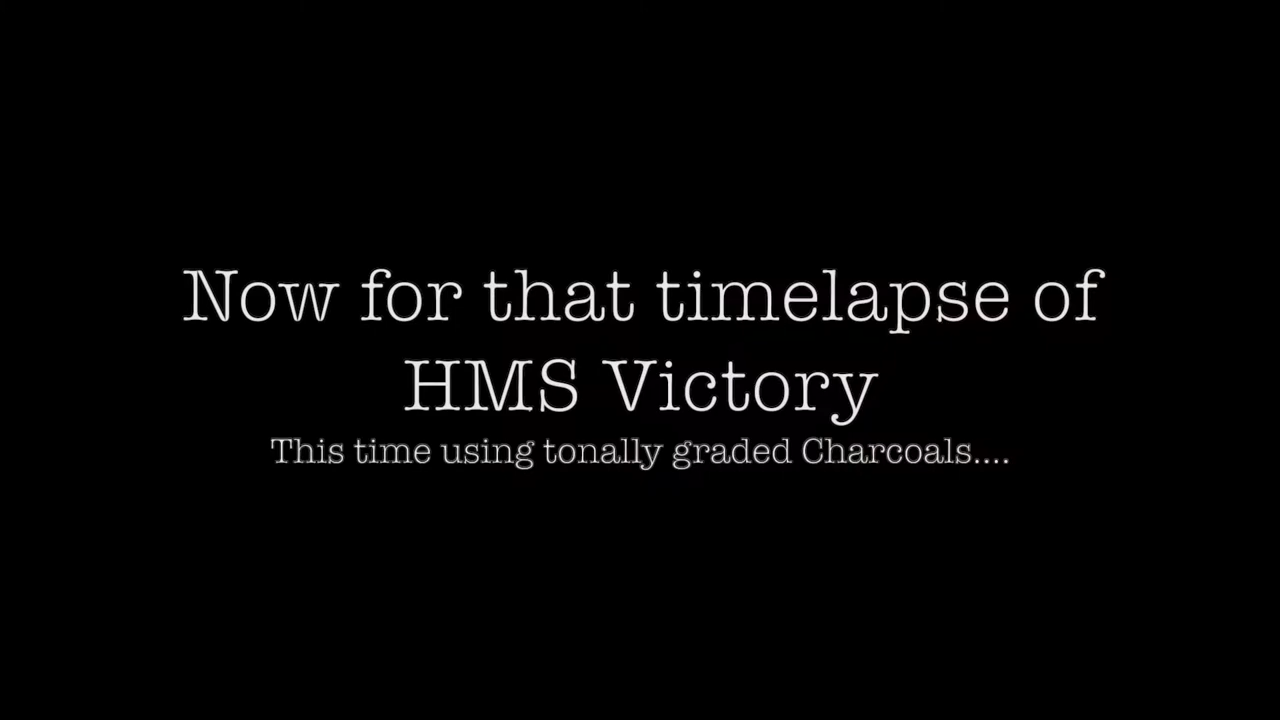 Now for that timelapse of
HMS Victory
This time using tonally graded Charcoals....